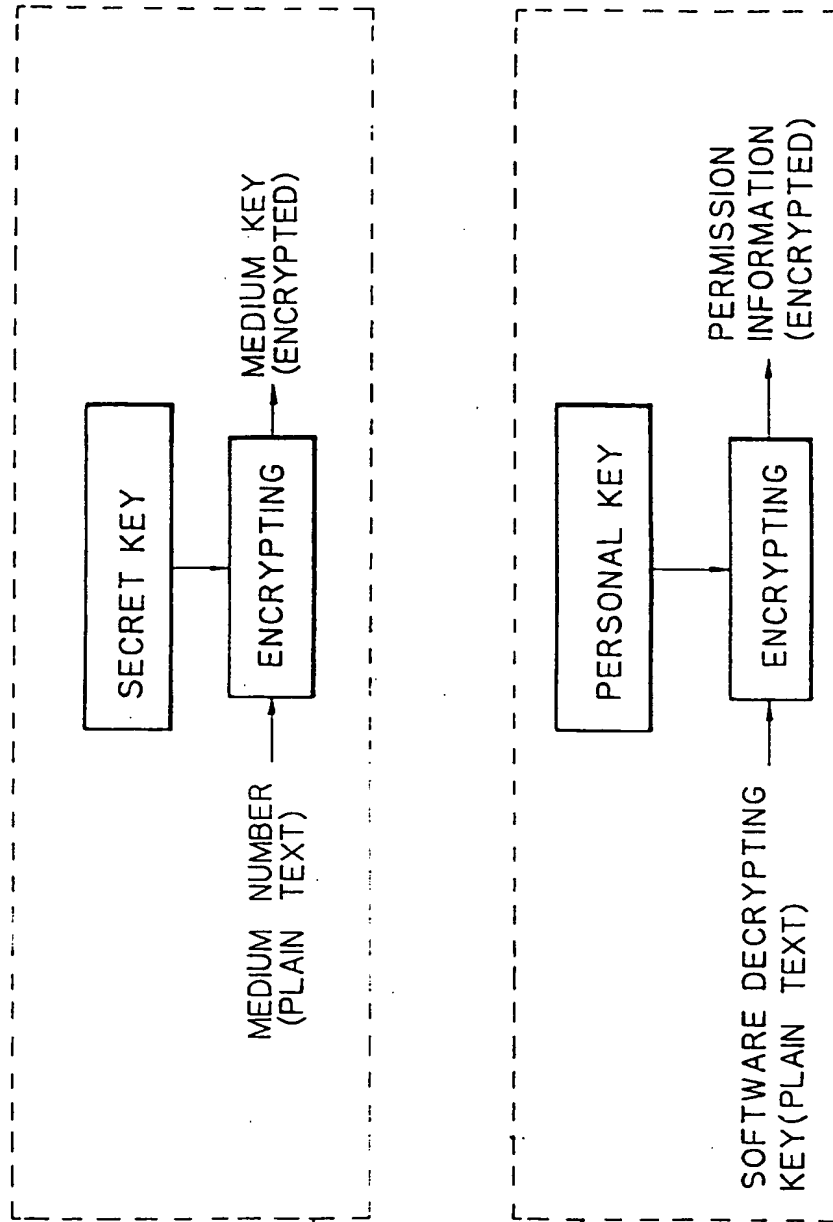 SECRET KEY
MEDIUM NUMBER
(PLAIN TEXT)
ENCRYPTING
MEDIUM KEY
(ENCRYPTED)
PERSONAL KEY
SOFTWARE DECRYPTING
KEY(PLAIN TEXT)
ENCRYPTING
PERMISSION
INFORMATION
(ENCRYPTED)